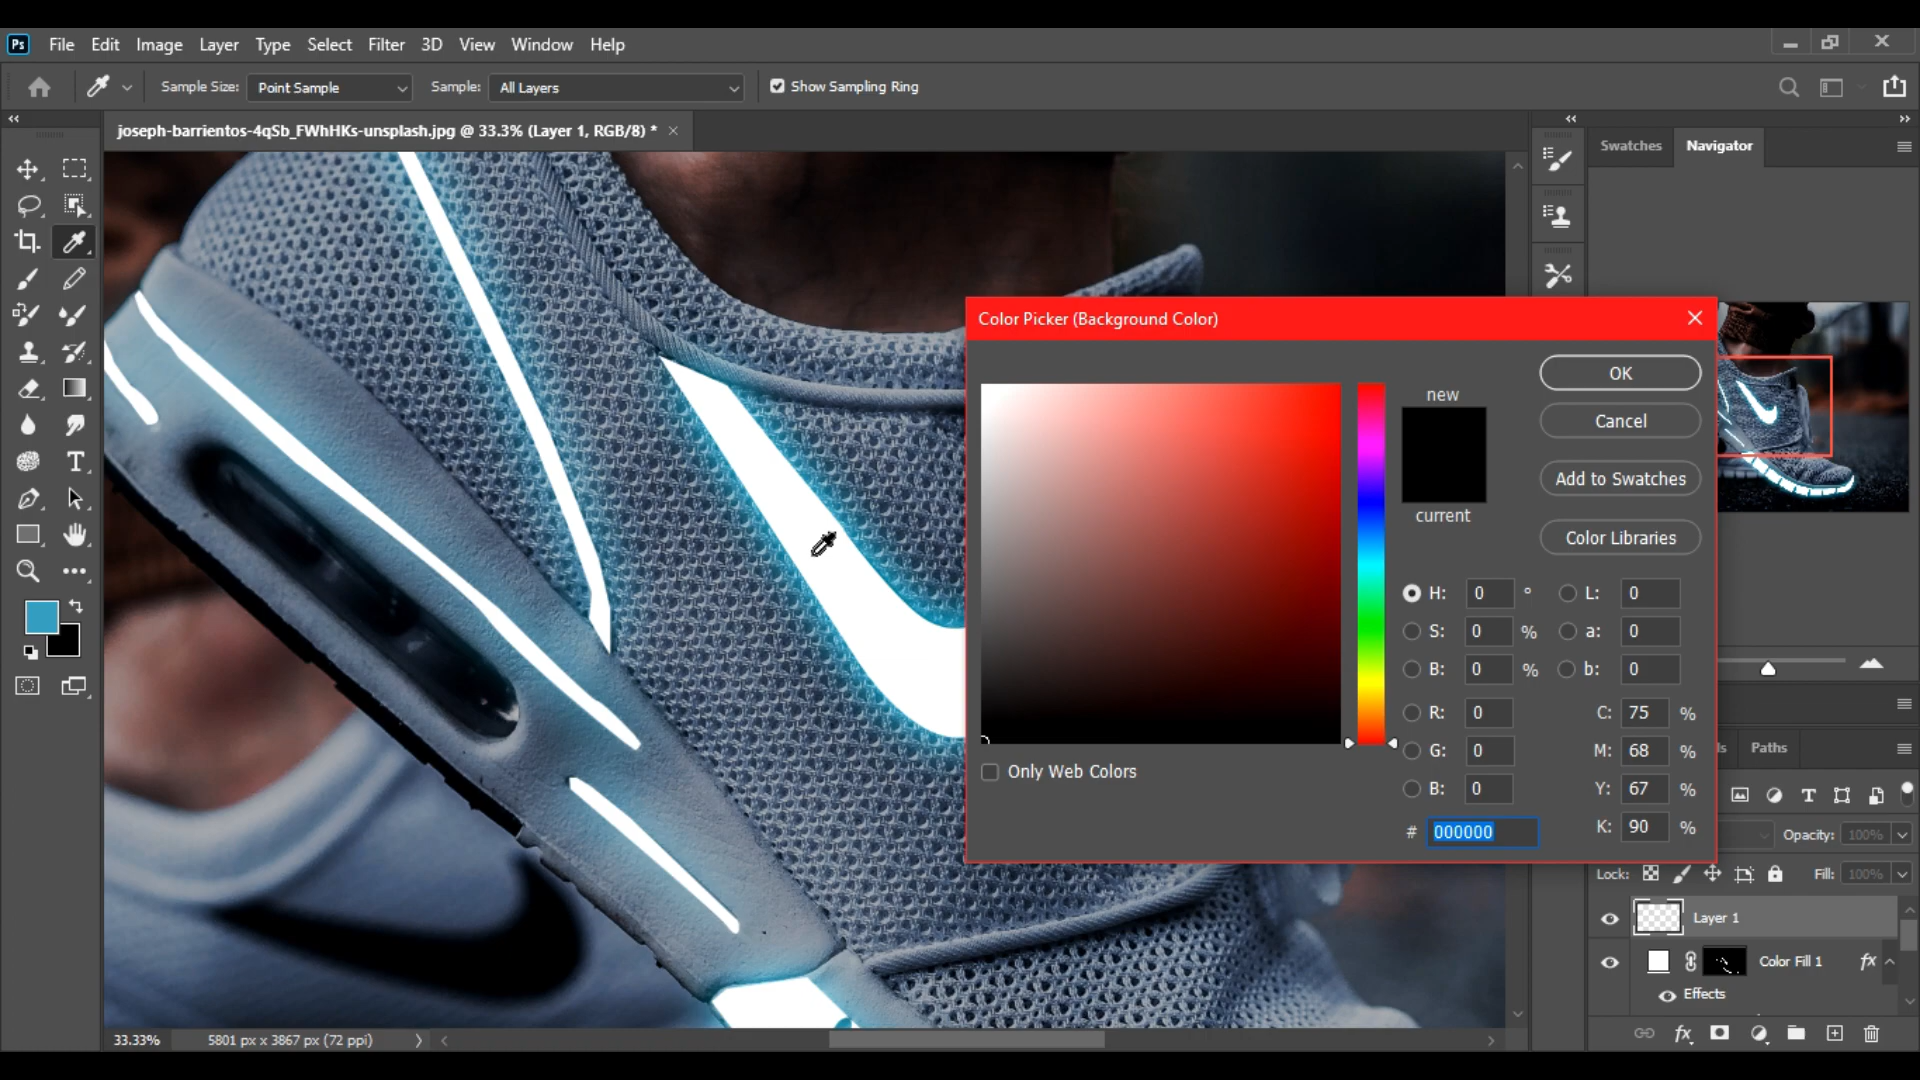 Ps File Edit Image Layer Type Select Filter 3D View Window Help
Sample Size: Point Sample Sample: All Layers Show Sampling Ring
joseph-barrientos-4qSb_FWhHKs-unsplash.jpg @ 33.3% (Layer 1, RGB/8) *
Swatches Navigator
Color Picker (Background Color)
OK
new
Cancel
Add to Swatches
current
Color Libraries
H: 0 ° L: 0
S: 0 % a: 0
B: 0 % b: 0
R: 0 C: 75 %
G: 0 M: 68 %
B: 0 Y: 67 %
# 000000 K: 90 %
Only Web Colors
ls Paths
Opacity: 100%
Lock: Fill: 100%
Layer 1
Color Fill 1 fx
Effects
fx
33.33% 5801 px x 3867 px (72 ppi)